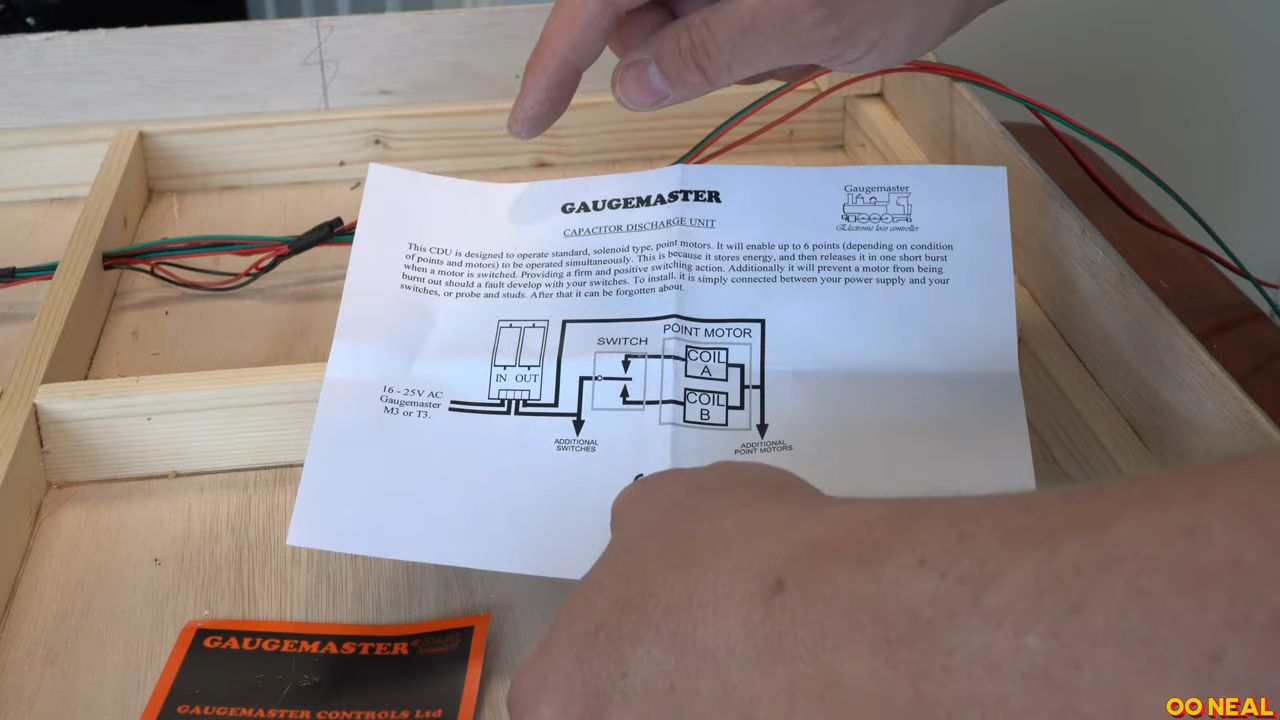 GAUGEMASTER
Gaugemaster
Electronic loco controller
CAPACITOR DISCHARGE UNIT
This CDU is designed to operate standard, solenoid type, point motors. It will enable up to 6 points (depending on condition
of points and motors) to be operated simultaneously. This is because it stores energy, and then releases it in one short burst
when a motor is switched. Providing a firm and positive switching action. Additionally it will prevent a motor from being
burnt out should a fault develop with your switches. To install, it is simply connected between your power supply and your
switches, or probe and studs. After that it can be forgotten about.
POINT MOTOR
SWITCH
COIL
A
IN OUT
16 - 25V AC
Gaugemaster
M3 or T3.
COIL
B
ADDITIONAL
SWITCHES
ADDITIONAL
POINT MOTORS
GAUGEMASTER
GAUGEMASTER CONTROLS Ltd
OO NEAL